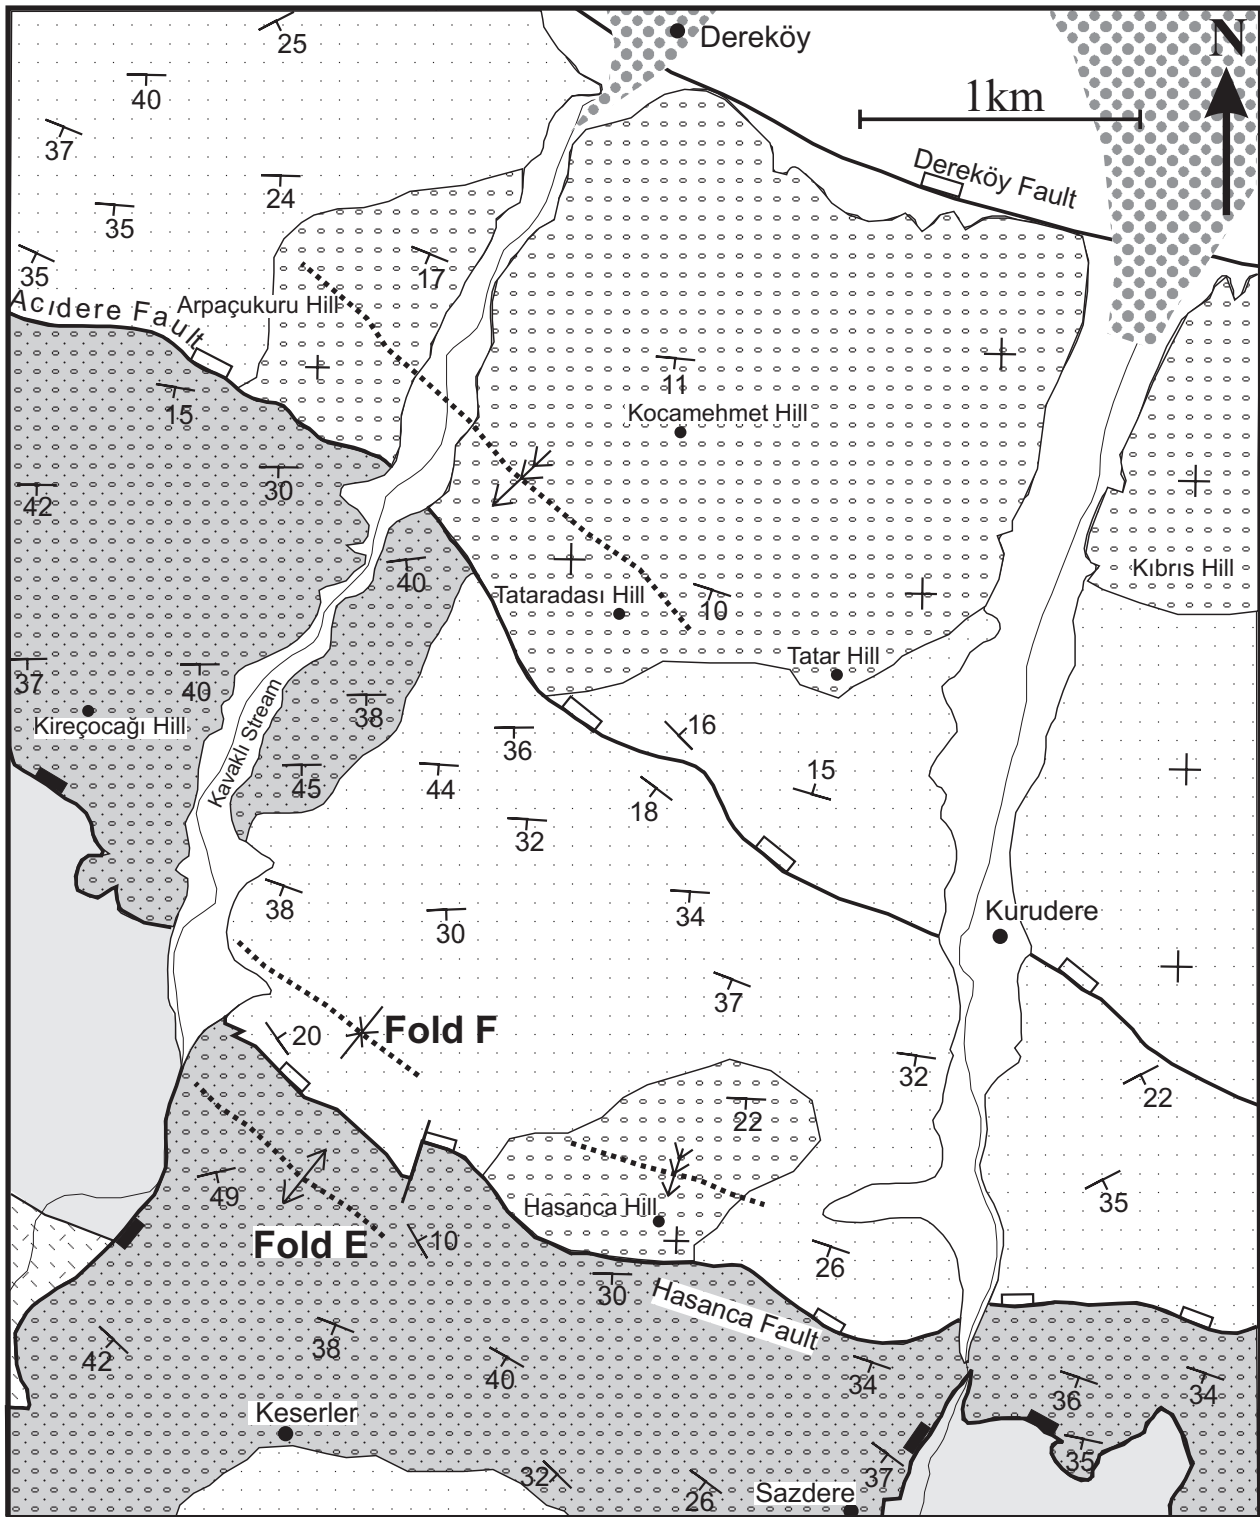 N
Dereköy
25
1km
40
37
Dereköy Fault
24
35
35
17
Acıdere Fault
Arpaçukuru Hill
11
15
Kocamehmet Hill
30
42
40
Kıbrıs Hill
Tataradası Hill
10
Tatar Hill
37
40
Kireçocağı Hill
38
Kavaklı Stream
16
36
45
44
15
18
32
38
34
30
Kurudere
37
20
Fold F
32
22
22
49
35
Hasanca Hill
Fold E
10
26
30
Hasanca Fault
42
38
40
34
36
34
Keserler
35
32
37
26
Sazdere